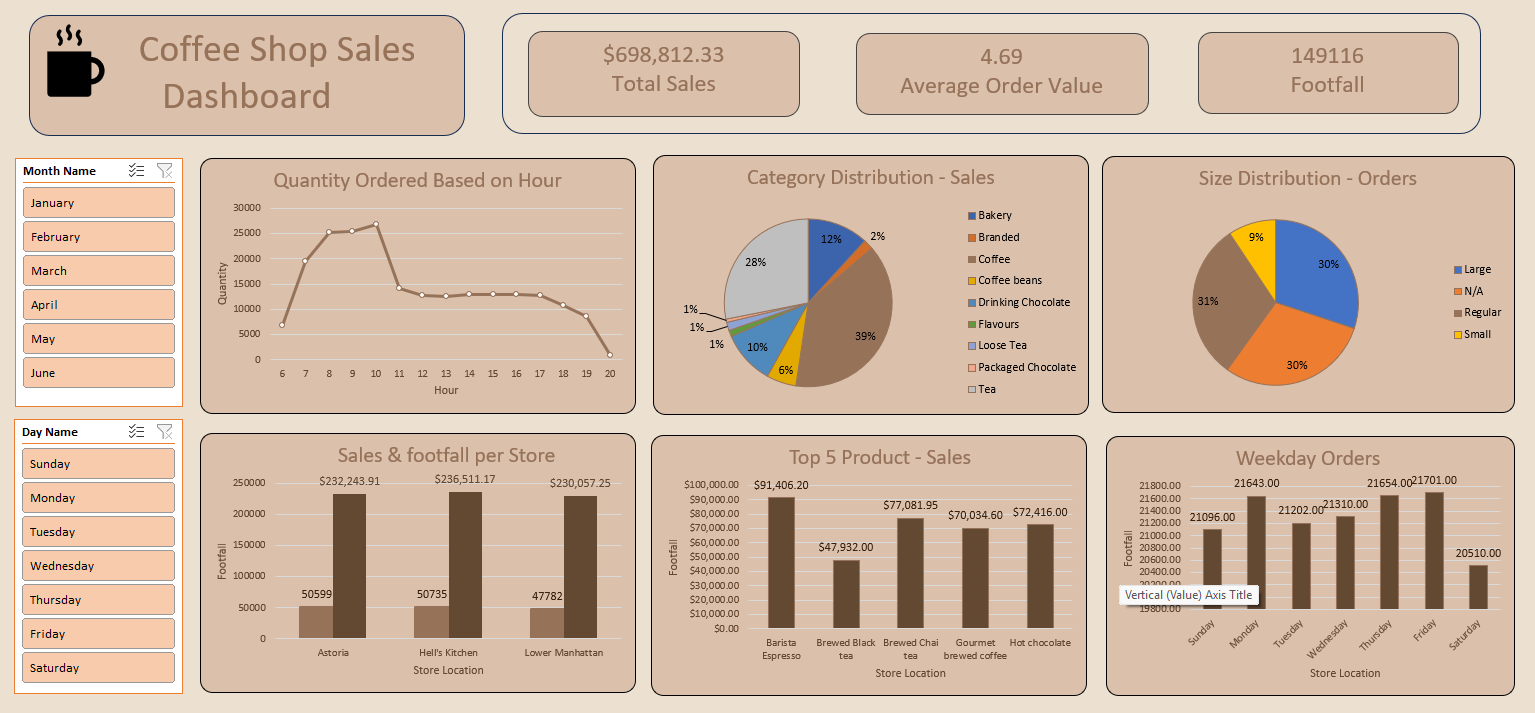 Coffee Shop Sales
Dashboard
$698,812.33
Total Sales
4.69
Average Order Value
149116
Footfall
Month Name
January
February
March
April
May
June
Day Name
Sunday
Monday
Tuesday
Wednesday
Thursday
Friday
Saturday
Quantity Ordered Based on Hour
30000
25000
20000
15000
10000
5000
0
Quantity
6 7 8 9 10 11 12 13 14 15 16 17 18 19 20
Hour
Category Distribution - Sales
12%
2%
39%
6%
10%
1%
1%
1%
28%
Bakery
Branded
Coffee
Coffee beans
Drinking Chocolate
Flavours
Loose Tea
Packaged Chocolate
Tea
Size Distribution - Orders
30%
30%
31%
9%
Large
N/A
Regular
Small
Sales & footfall per Store
250000
200000
150000
100000
50000
0
Footfall
$232,243.91
$236,511.17
$230,057.25
50599
50735
47782
Astoria
Hell's Kitchen
Lower Manhattan
Store Location
Top 5 Product - Sales
$100,000.00
$90,000.00
$80,000.00
$70,000.00
$60,000.00
$50,000.00
$40,000.00
$30,000.00
$20,000.00
$10,000.00
$0.00
Footfall
$91,406.20
$47,932.00
$77,081.95
$70,034.60
$72,416.00
Barista
Espresso
Brewed Black
tea
Brewed Chai
tea
Gourmet
brewed coffee
Hot chocolate
Store Location
Weekday Orders
21800.00
21600.00
21400.00
21200.00
21000.00
20800.00
20600.00
20400.00
20200.00
19800.00
Footfall
21096.00
21643.00
21202.00
21310.00
21654.00
21701.00
20510.00
Vertical (Value) Axis Title
Sunday
Monday
Tuesday
Wednesday
Thursday
Friday
Saturday
Store Location